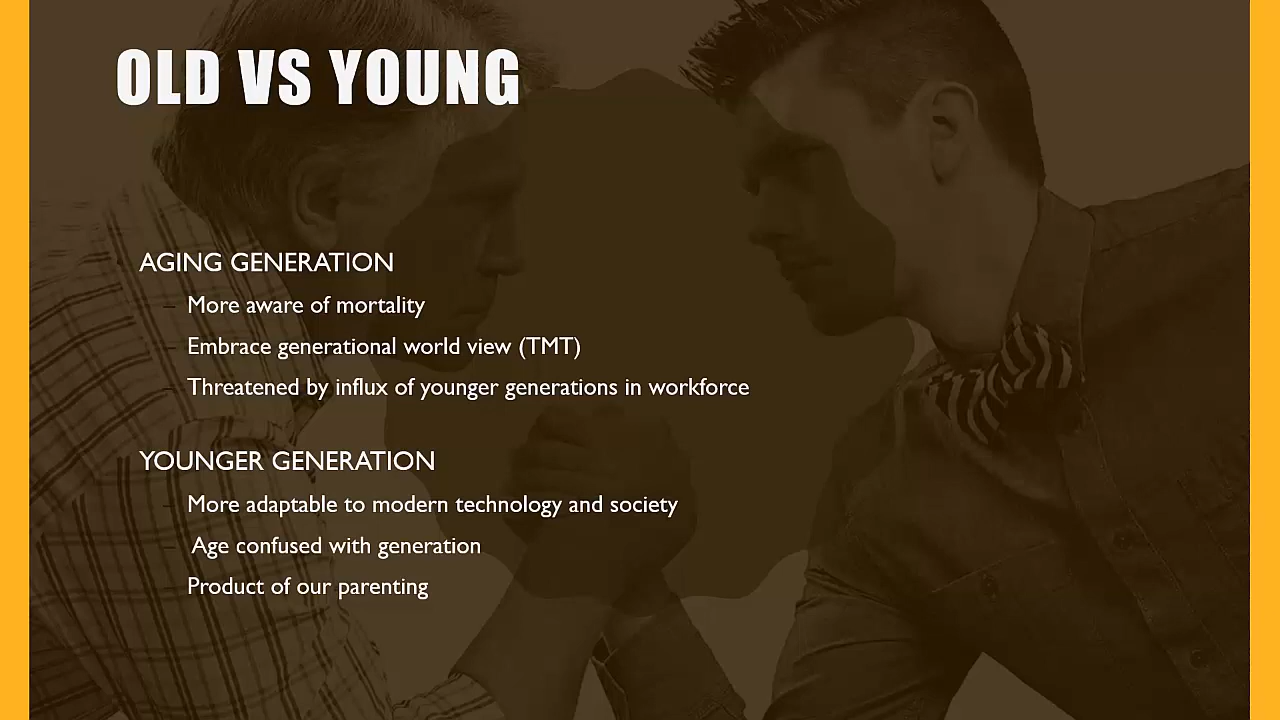 OLD VS YOUNG
AGING GENERATION
– More aware of mortality
– Embrace generational world view (TMT)
– Threatened by influx of younger generations in workforce
YOUNGER GENERATION
– More adaptable to modern technology and society
– Age confused with generation
– Product of our parenting